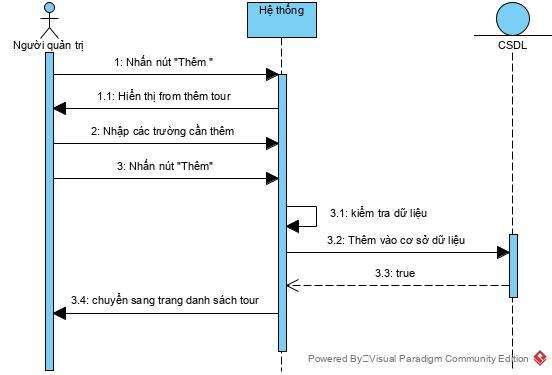 Hệ thống
Người quản trị
CSDL
1: Nhấn nút "Thêm "
1.1: Hiển thị from thêm tour
2: Nhập các trường cần thêm
3: Nhấn nút "Thêm"
3.1: kiểm tra dữ liệu
3.2: Thêm vào cơ sở dữ liệu
3.3: true
3.4: chuyển sang trang danh sách tour
Powered By Visual Paradigm Community Edition